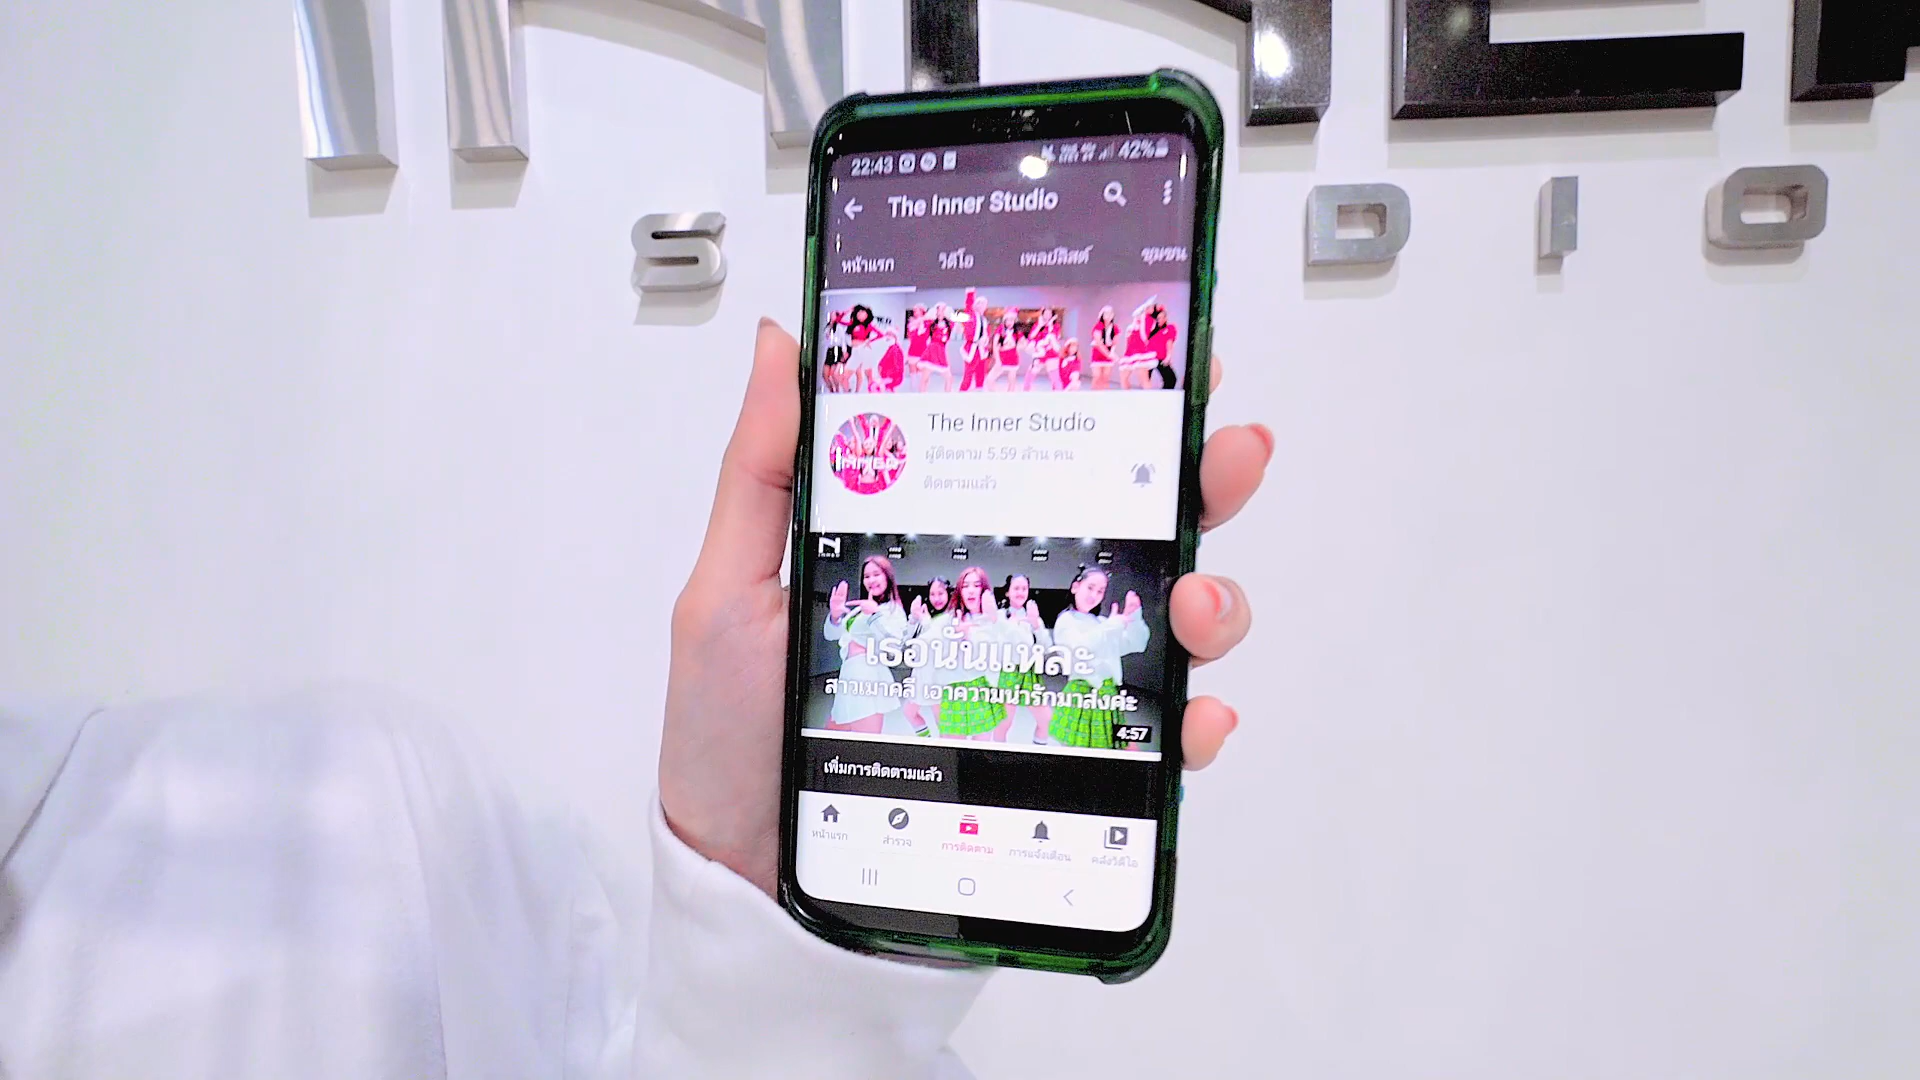 S D I O
22:43 42%
The Inner Studio
หน้าแรก วิดีโอ เพลย์ลิสต์ ชุมชน
The Inner Studio
ผู้ติดตาม 5.59 ล้าน คน
ติดตามแล้ว
เธอนั่นแหละ
สาวเมาคลี เอาความน่ารักมาส่งค่ะ
4:57
เพิ่มการติดตามแล้ว
หน้าแรก สำรวจ การติดตาม การแจ้งเตือน คลังวิดีโอ